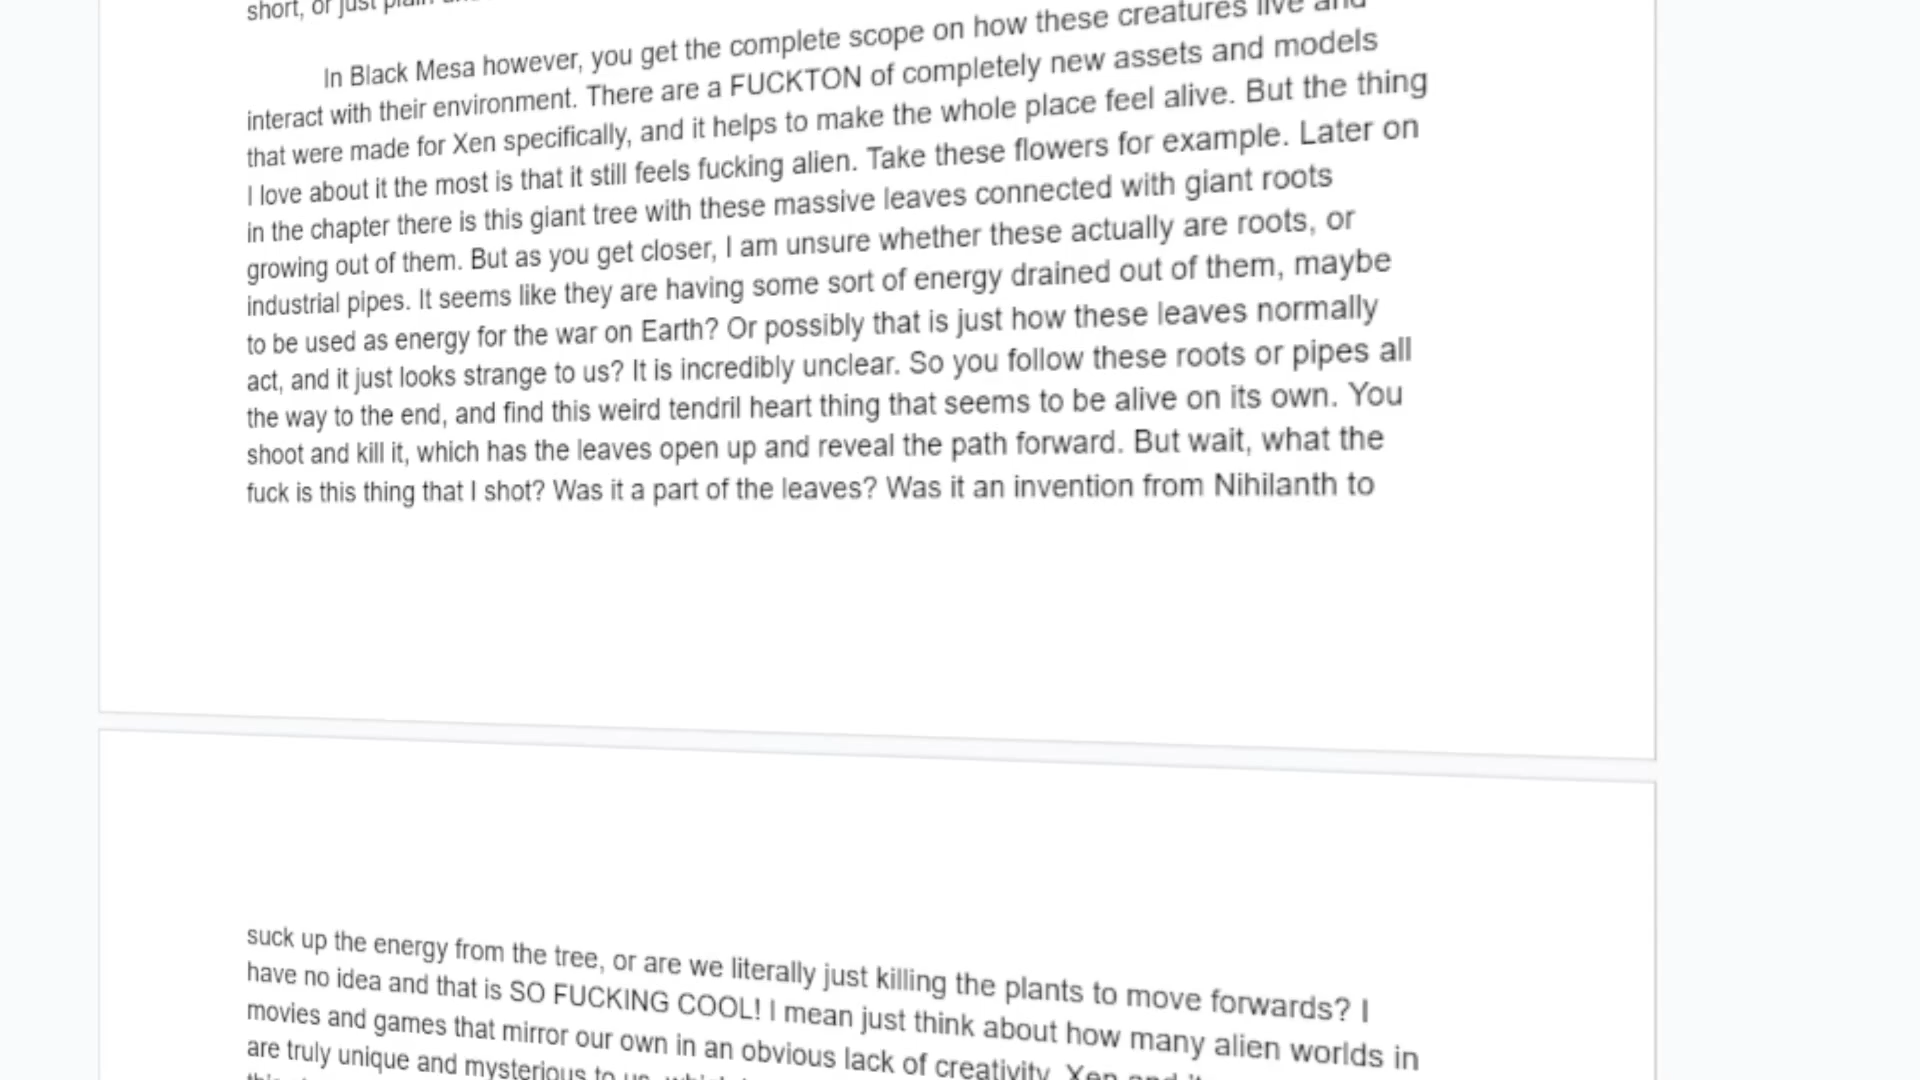 short, or just plain
In Black Mesa however, you get the complete scope on how these creatures live and
interact with their environment. There are a FUCKTON of completely new assets and models
that were made for Xen specifically, and it helps to make the whole place feel alive. But the thing
I love about it the most is that it still feels fucking alien. Take these flowers for example. Later on
in the chapter there is this giant tree with these massive leaves connected with giant roots
growing out of them. But as you get closer, I am unsure whether these actually are roots, or
industrial pipes. It seems like they are having some sort of energy drained out of them, maybe
to be used as energy for the war on Earth? Or possibly that is just how these leaves normally
act, and it just looks strange to us? It is incredibly unclear. So you follow these roots or pipes all
the way to the end, and find this weird tendril heart thing that seems to be alive on its own. You
shoot and kill it, which has the leaves open up and reveal the path forward. But wait, what the
fuck is this thing that I shot? Was it a part of the leaves? Was it an invention from Nihilanth to
suck up the energy from the tree, or are we literally just killing the plants to move forwards? I
have no idea and that is SO FUCKING COOL! I mean just think about how many alien worlds in
movies and games that mirror our own in an obvious lack of creativity. Xen and
are truly unique and mysterious to us, which